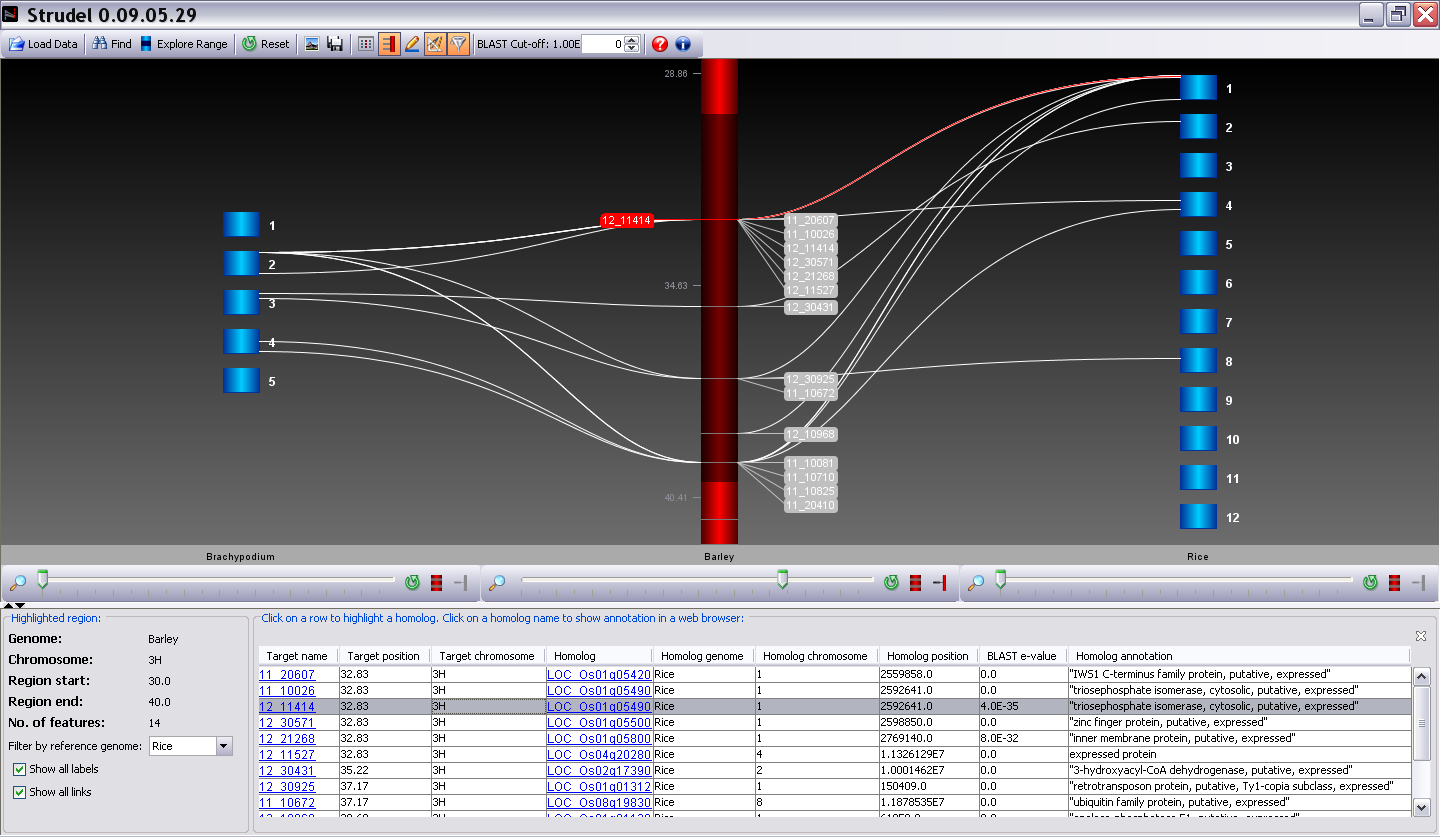 Strudel 0.09.05.29
Load Data Find Explore Range Reset BLAST Cut-off: 1.00E 0
28.86
34.63
40.41
1
2
3
4
5
12_11414
11_20607
11_10026
12_11414
12_30571
12_21268
12_11527
12_30431
12_30925
11_10672
12_10968
11_10081
11_10710
11_10825
11_20410
1
2
3
4
5
6
7
8
9
10
11
12
Brachypodium Barley Rice
Highlighted region:
Genome: Barley
Chromosome: 3H
Region start: 30.0
Region end: 40.0
No. of features: 14
Filter by reference genome: Rice
Show all labels
Show all links
Click on a row to highlight a homolog. Click on a homolog name to show annotation in a web browser:
Target name Target position Target chromosome Homolog Homolog genome Homolog chromosome Homolog position BLAST e-value Homolog annotation
11_20607 32.83 3H LOC_Os01g05420 Rice 1 2559858.0 0.0 "IWS1 C-terminus family protein, putative, expressed"
11_10026 32.83 3H LOC_Os01g05490 Rice 1 2592641.0 0.0 "triosephosphate isomerase, cytosolic, putative, expressed"
12_11414 32.83 3H LOC_Os01g05490 Rice 1 2592641.0 4.0E-35 "triosephosphate isomerase, cytosolic, putative, expressed"
12_30571 32.83 3H LOC_Os01g05500 Rice 1 2598850.0 0.0 "zinc finger protein, putative, expressed"
12_21268 32.83 3H LOC_Os01g05800 Rice 1 2769140.0 8.0E-32 "inner membrane protein, putative, expressed"
12_11527 32.83 3H LOC_Os04g20280 Rice 4 1.1326129E7 0.0 expressed protein
12_30431 35.22 3H LOC_Os02g17390 Rice 2 1.0001462E7 0.0 "3-hydroxyacyl-CoA dehydrogenase, putative, expressed"
12_30925 37.17 3H LOC_Os01g01312 Rice 1 150409.0 0.0 "retrotransposon protein, putative, Ty1-copia subclass, expressed"
11_10672 37.17 3H LOC_Os08g19830 Rice 8 1.1878535E7 0.0 "ubiquitin family protein, putative, expressed"